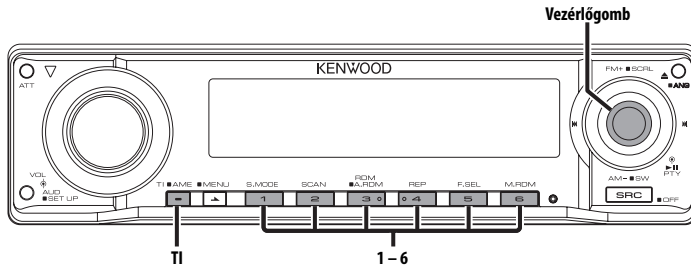 Vezérlőgomb
KENWOOD
ATT
FM+ ■SCRL
■ANG
VOL
AUD
■SET UP
TI ■AME
■MENU
S.MODE
SCAN
RDM
■A.RDM
REP
F.SEL
M.RDM
1
2
3
4
5
6
PTY
AM– ■SW
SRC
■OFF
TI
1 – 6